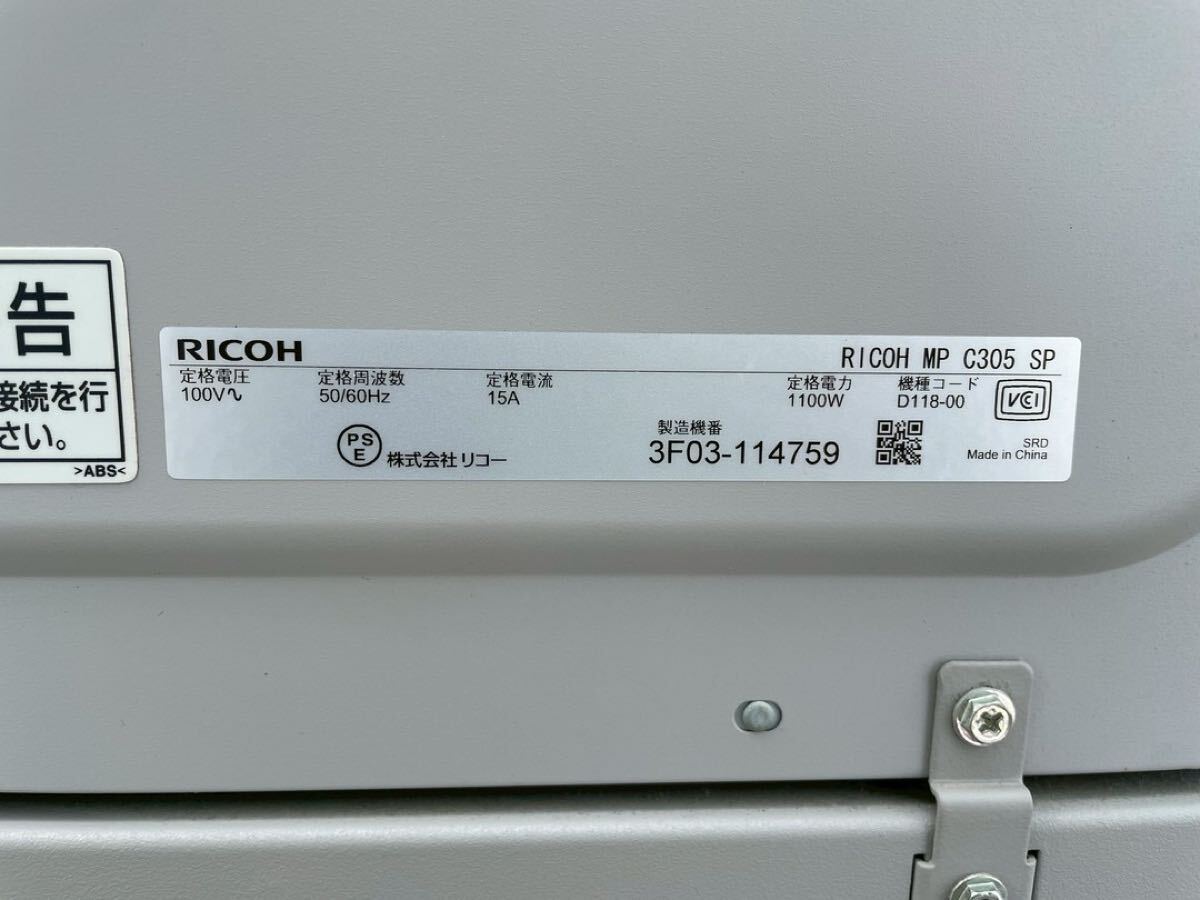 告
接続を行
さい。
>ABS<
RICOH
RICOH MP C305 SP
定格電圧
100V∿
定格周波数
50/60Hz
定格電流
15A
定格電力
1100W
機種コード
D118-00
VCI
PS
E
株式会社リコー
製造機番
3F03-114759
SRD
Made in China